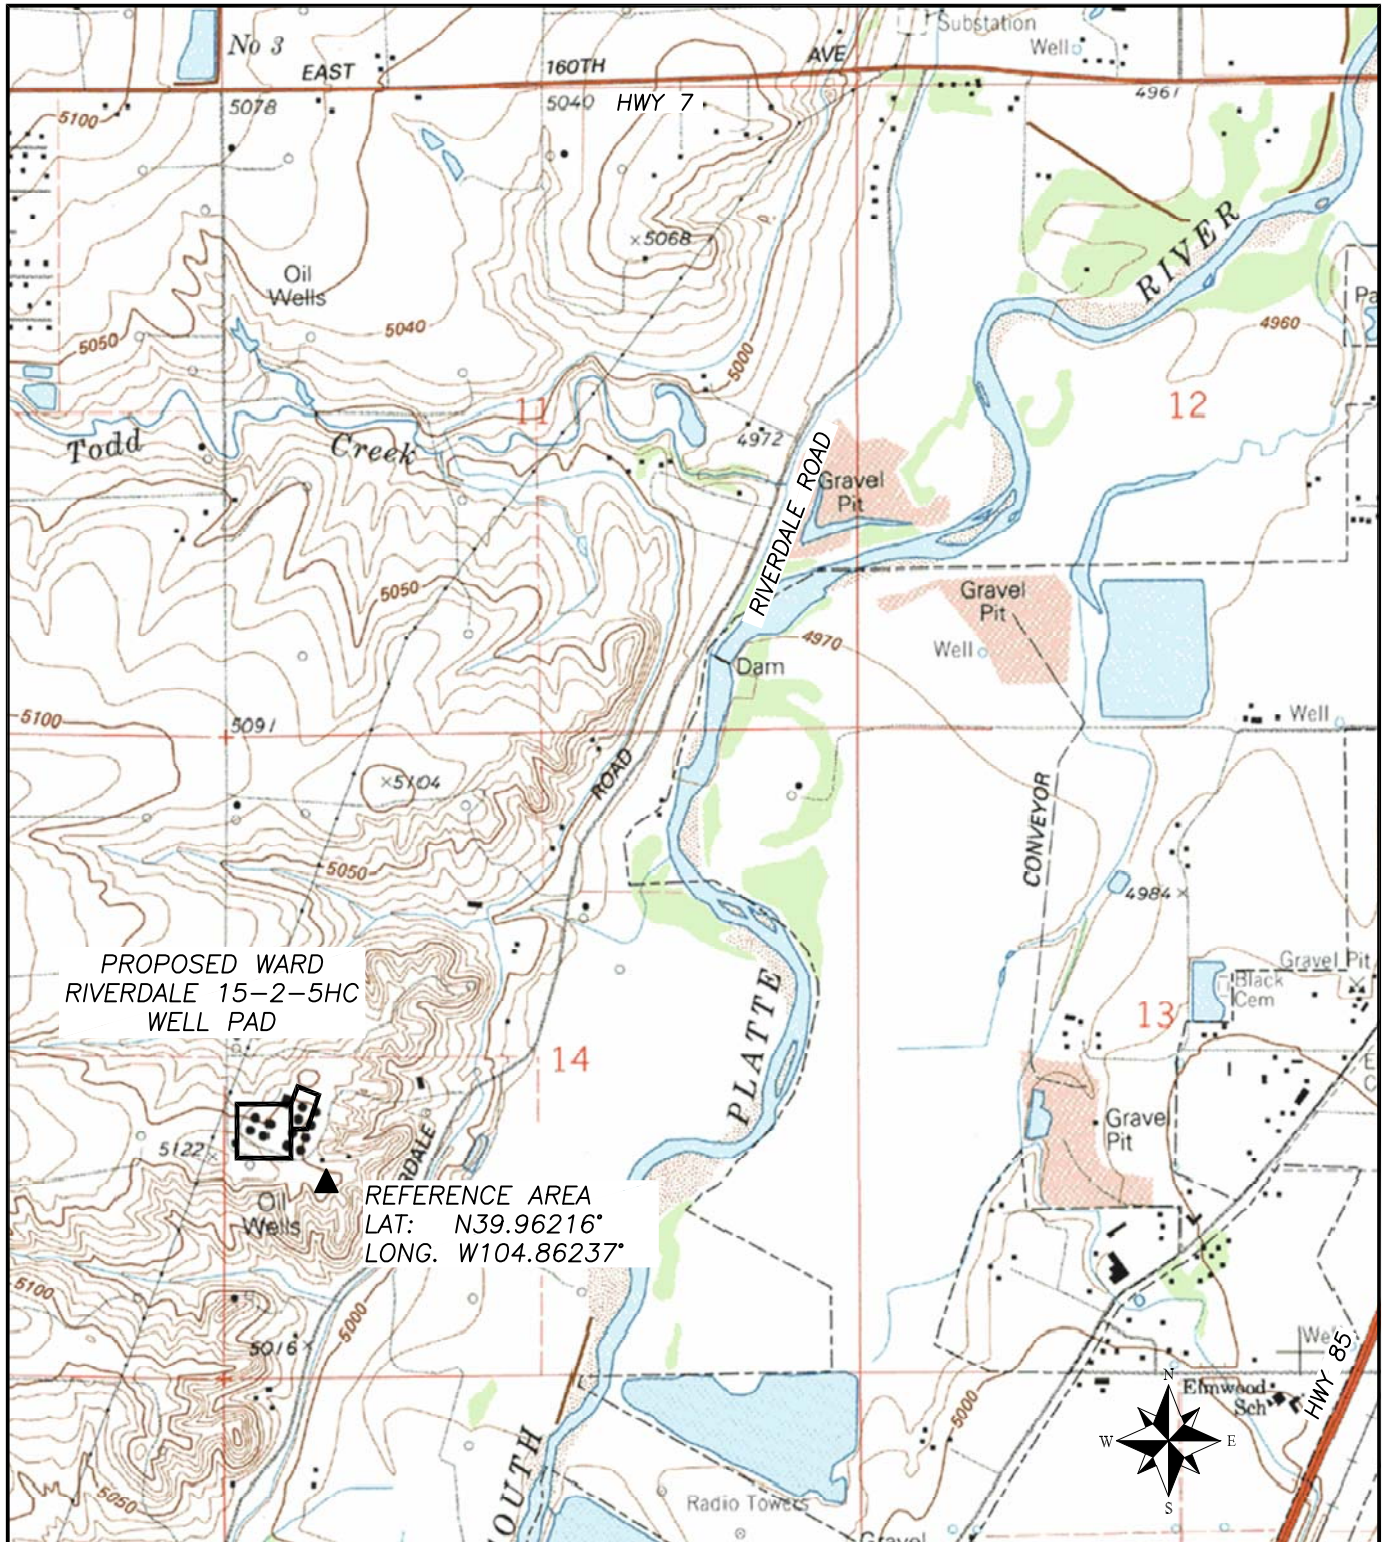 No 3
EAST
160TH
AVE
Substation
Well
5078
5040
HWY 7
4961
5100
5068
RIVER
Oil
Wells
5040
5050
5000
4960
Pa
11
12
Todd
Creek
4972
RIVERDALE ROAD
Gravel
Pit
5050
Gravel
Pit
Well
4970
Dam
5100
5091
Well
5104
ROAD
CONVEYOR
5050
4984
PROPOSED WARD
RIVERDALE 15-2-5HC
WELL PAD
Gravel Pit
Black
Cem
PLATTE
13
14
E
C
Gravel
Pit
5122
RDALE
REFERENCE AREA
LAT: N39.96216°
LONG. W104.86237°
Oil
Wells
5100
5000
5016
Wel
HWY 85
N
Elmwood
Sch
W
E
S
5000
5050
OUTH
Radio Towers
Gravel